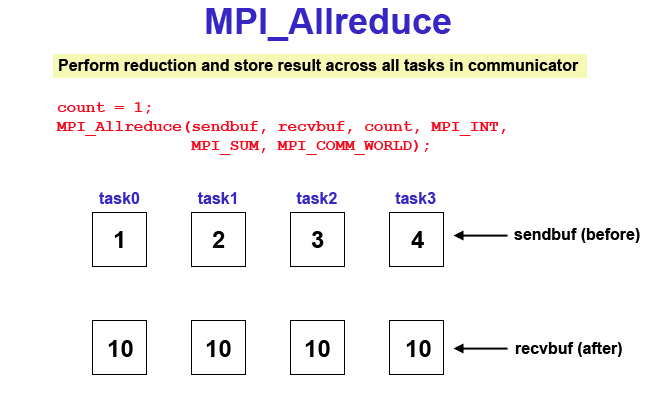 MPI_Allreduce
Perform reduction and store result across all tasks in communicator
count = 1;
MPI_Allreduce(sendbuf, recvbuf, count, MPI_INT,
MPI_SUM, MPI_COMM_WORLD);
task0 task1 task2 task3
1 2 3 4 sendbuf (before)
10 10 10 10 recvbuf (after)